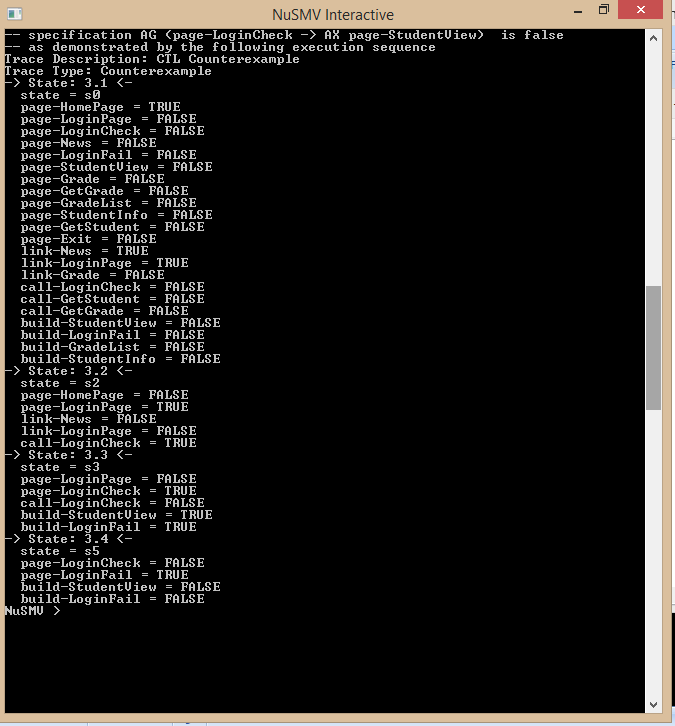 NuSMV Interactive
-- specification AG (page-LoginCheck -> AX page-StudentView)  is false
-- as demonstrated by the following execution sequence
Trace Description: CTL Counterexample
Trace Type: Counterexample
-> State: 3.1 <-
  state = s0
  page-HomePage = TRUE
  page-LoginPage = FALSE
  page-LoginCheck = FALSE
  page-News = FALSE
  page-LoginFail = FALSE
  page-StudentView = FALSE
  page-Grade = FALSE
  page-GetGrade = FALSE
  page-GradeList = FALSE
  page-StudentInfo = FALSE
  page-GetStudent = FALSE
  page-Exit = FALSE
  link-News = TRUE
  link-LoginPage = TRUE
  link-Grade = FALSE
  call-LoginCheck = FALSE
  call-GetStudent = FALSE
  call-GetGrade = FALSE
  build-StudentView = FALSE
  build-LoginFail = FALSE
  build-GradeList = FALSE
  build-StudentInfo = FALSE
-> State: 3.2 <-
  state = s2
  page-HomePage = FALSE
  page-LoginPage = TRUE
  link-News = FALSE
  link-LoginPage = FALSE
  call-LoginCheck = TRUE
-> State: 3.3 <-
  state = s3
  page-LoginPage = FALSE
  page-LoginCheck = TRUE
  call-LoginCheck = FALSE
  build-StudentView = TRUE
  build-LoginFail = TRUE
-> State: 3.4 <-
  state = s5
  page-LoginCheck = FALSE
  page-LoginFail = TRUE
  build-StudentView = FALSE
  build-LoginFail = FALSE
NuSMV >